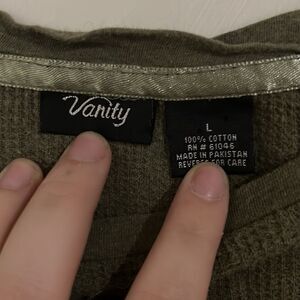 Vanity
L
100% COTTON
RN # 61046
MADE IN PAKISTAN
REVERSE FOR CARE